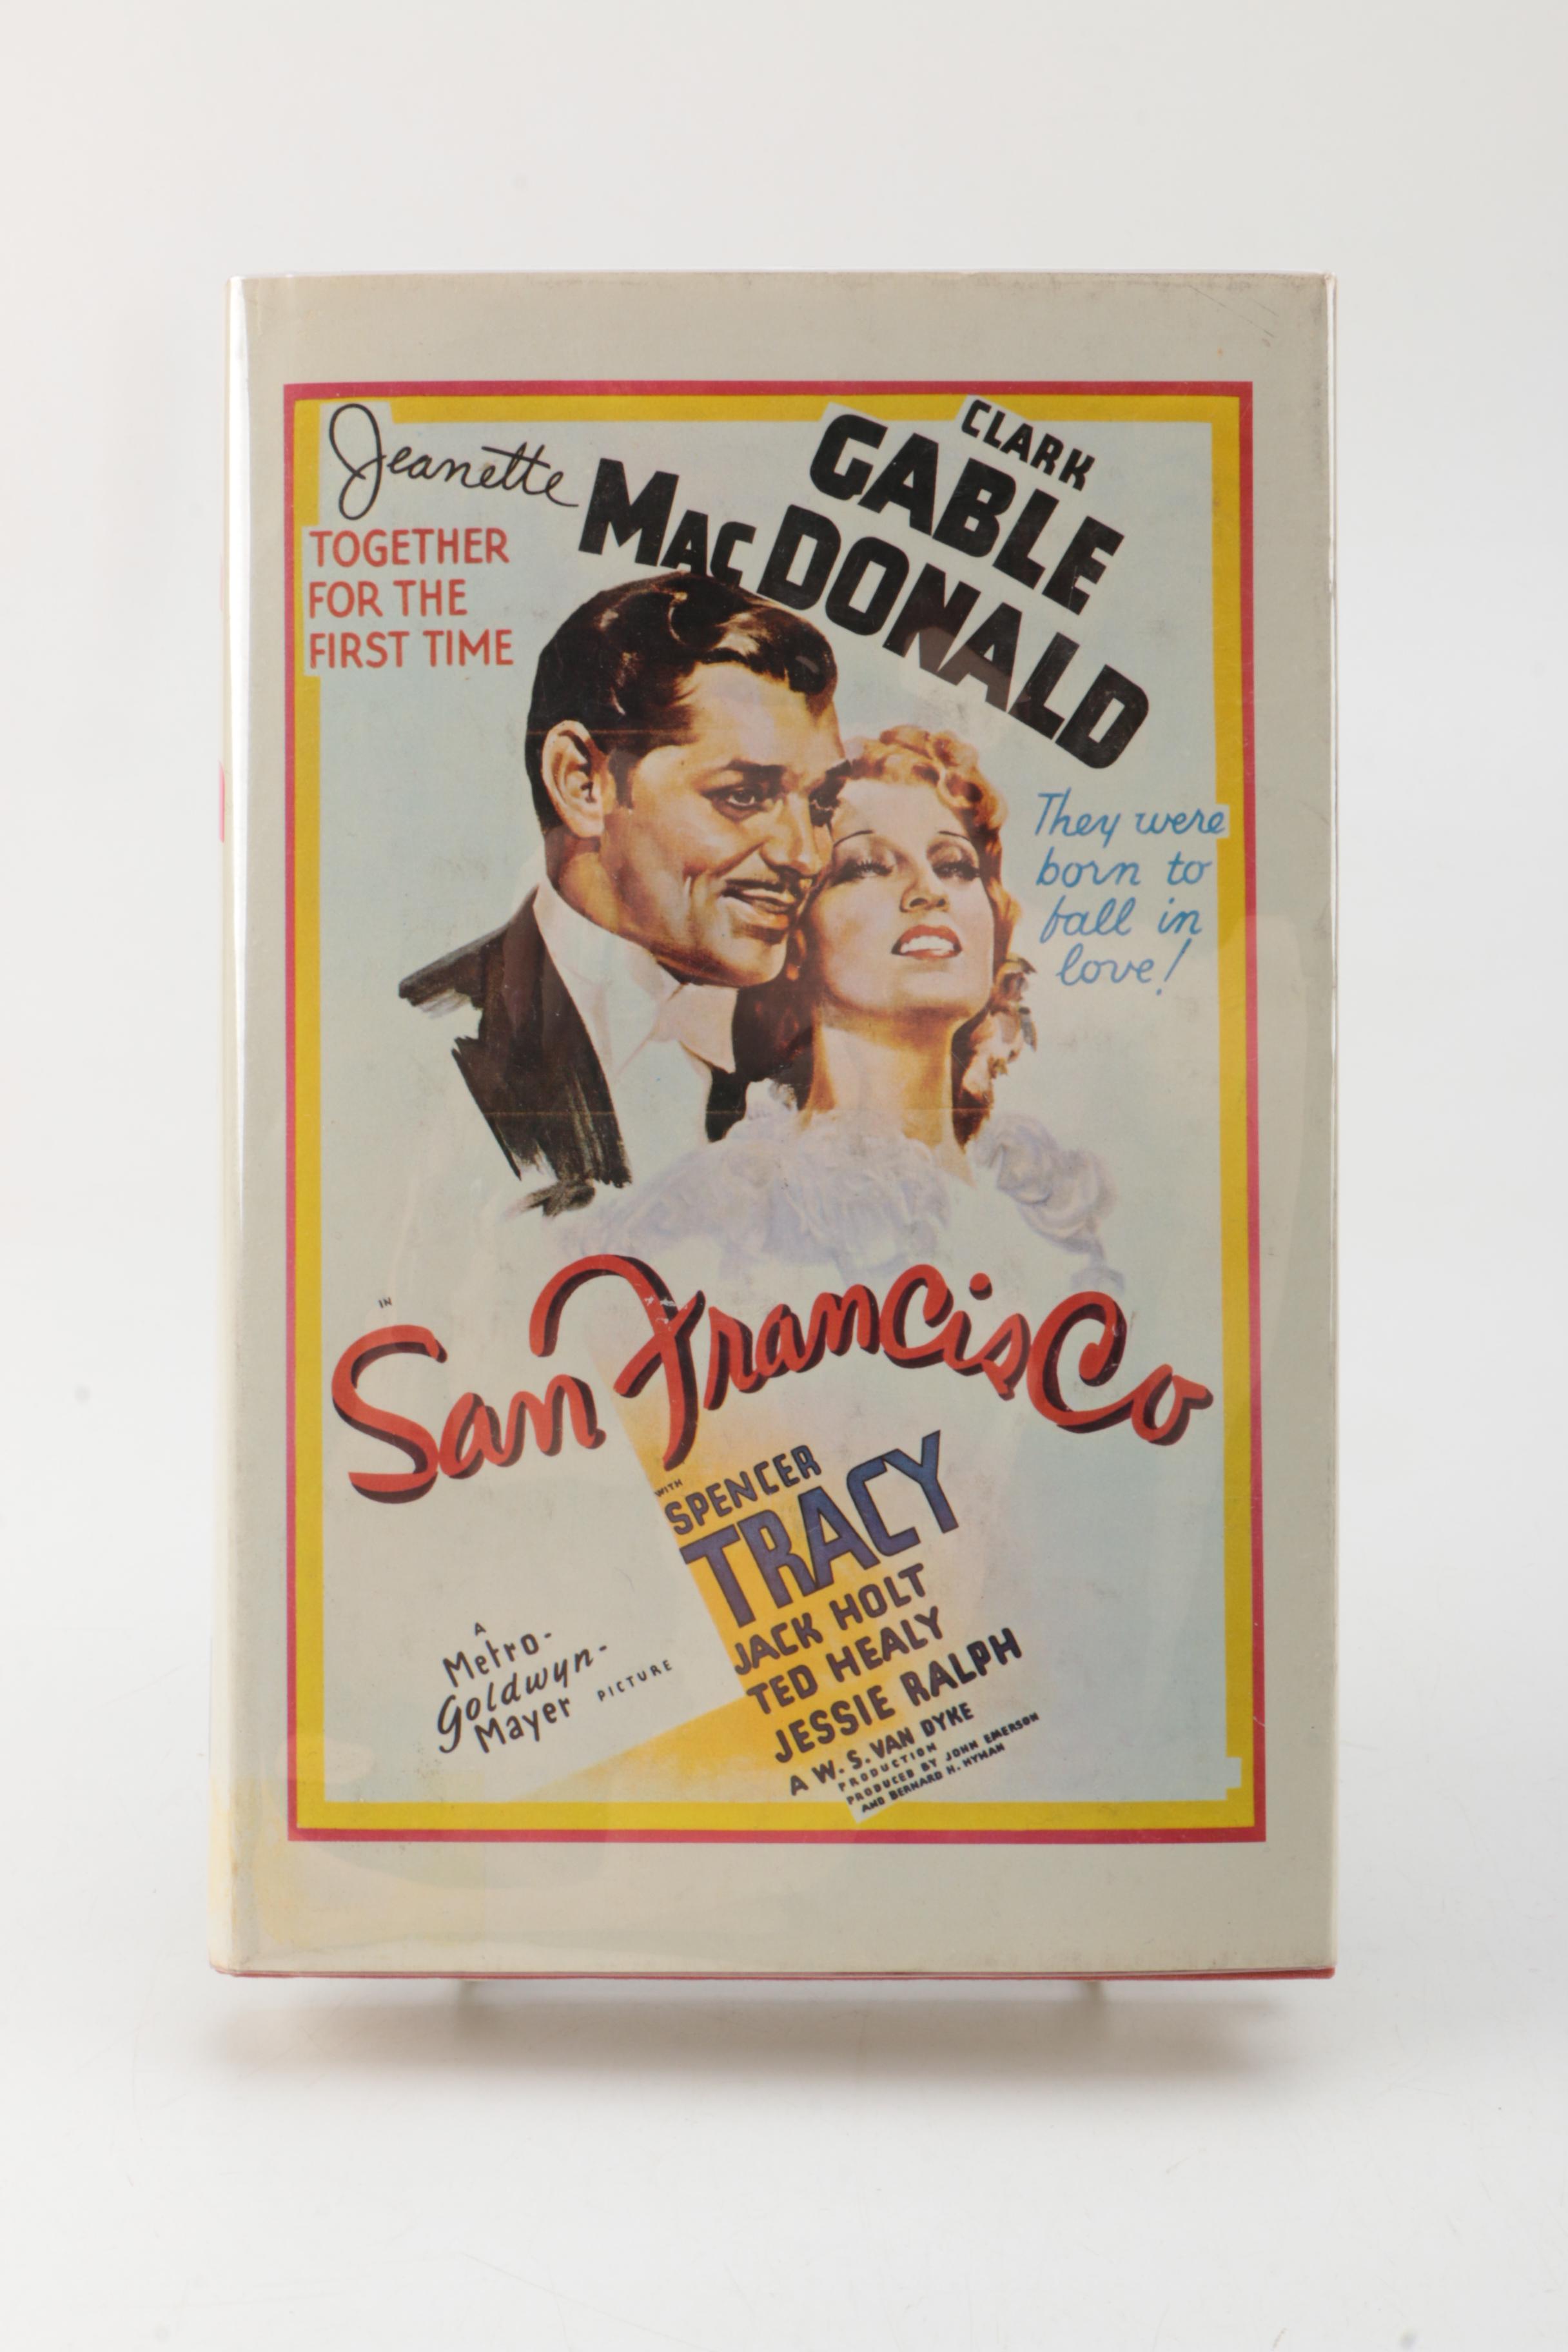 CLARK
GABLE
Jeanette
MACDONALD
TOGETHER
FOR THE
FIRST TIME
They were
born to
fall in
love!
IN
San Francisco
WITH
SPENCER
TRACY
JACK HOLT
TED HEALY
JESSIE RALPH
A W. S. VAN DYKE
PRODUCTION
PRODUCED BY JOHN EMERSON
AND BERNARD H. HYMAN
A
Metro-
Goldwyn-
Mayer PICTURE